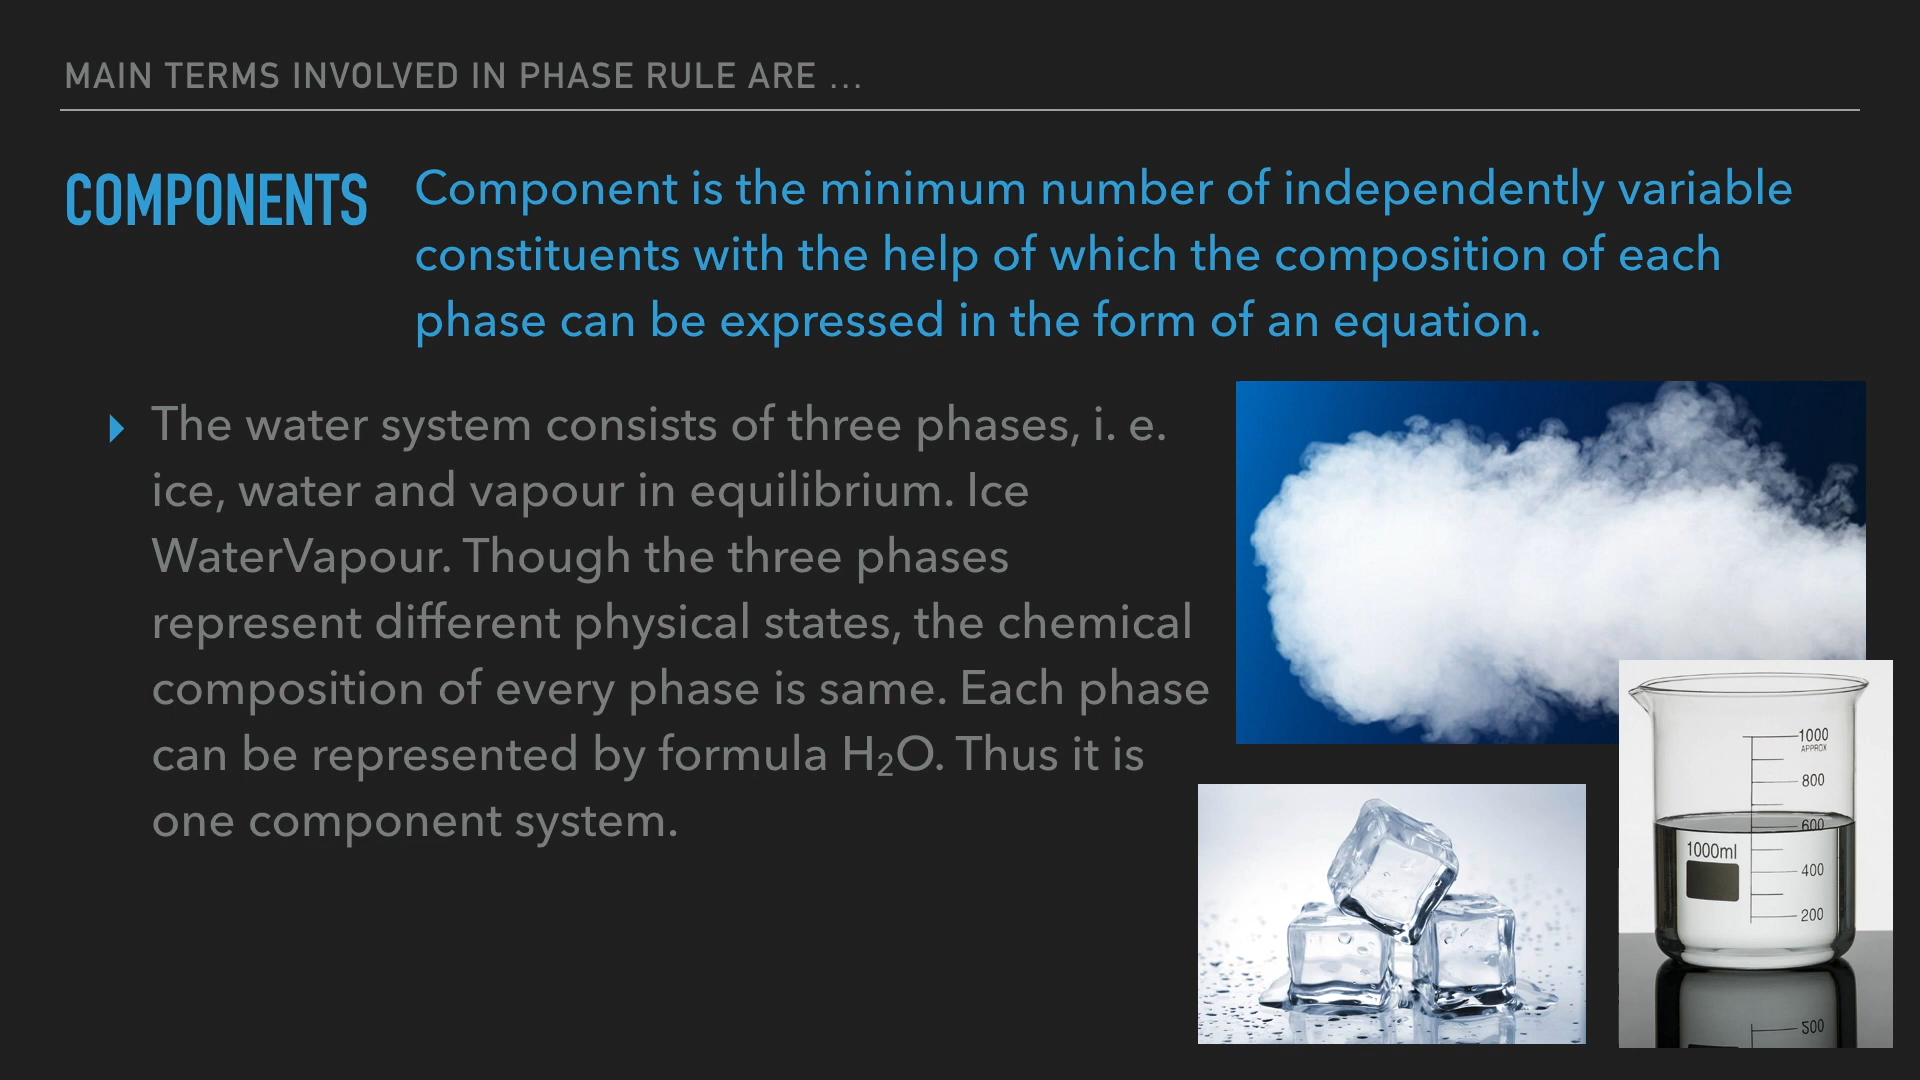 MAIN TERMS INVOLVED IN PHASE RULE ARE …
COMPONENTS
Component is the minimum number of independently variable
constituents with the help of which the composition of each
phase can be expressed in the form of an equation.
▸ The water system consists of three phases, i. e.
ice, water and vapour in equilibrium. Ice
WaterVapour. Though the three phases
represent different physical states, the chemical
composition of every phase is same. Each phase
can be represented by formula H₂O. Thus it is
one component system.
1000
APPROX
800
600
1000ml
400
200
200